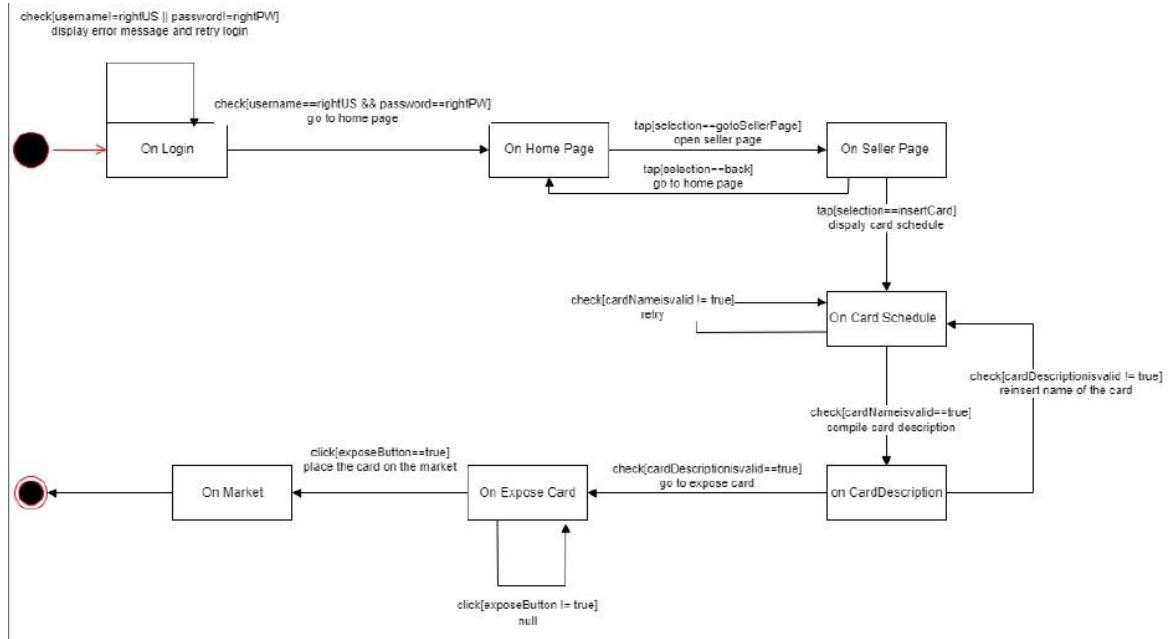 check[username!=rightUS || password!=rightPW]
display error message and retry login
check[username==rightUS && password==rightPW]
go to home page
On Login
On Home Page
tap[selection==gotoSellerPage]
open seller page
On Seller Page
tap[selection==back]
go to home page
tap[selection==insertCard]
dispaly card schedule
check[cardNameisvalid != true]
retry
On Card Schedule
check[cardDescriptionisvalid != true]
reinsert name of the card
check[cardNameisvalid==true]
compile card description
click[exposeButton==true]
place the card on the market
check[cardDescriptionisvalid==true]
go to expose card
On Market
On Expose Card
on CardDescription
click[exposeButton != true]
null